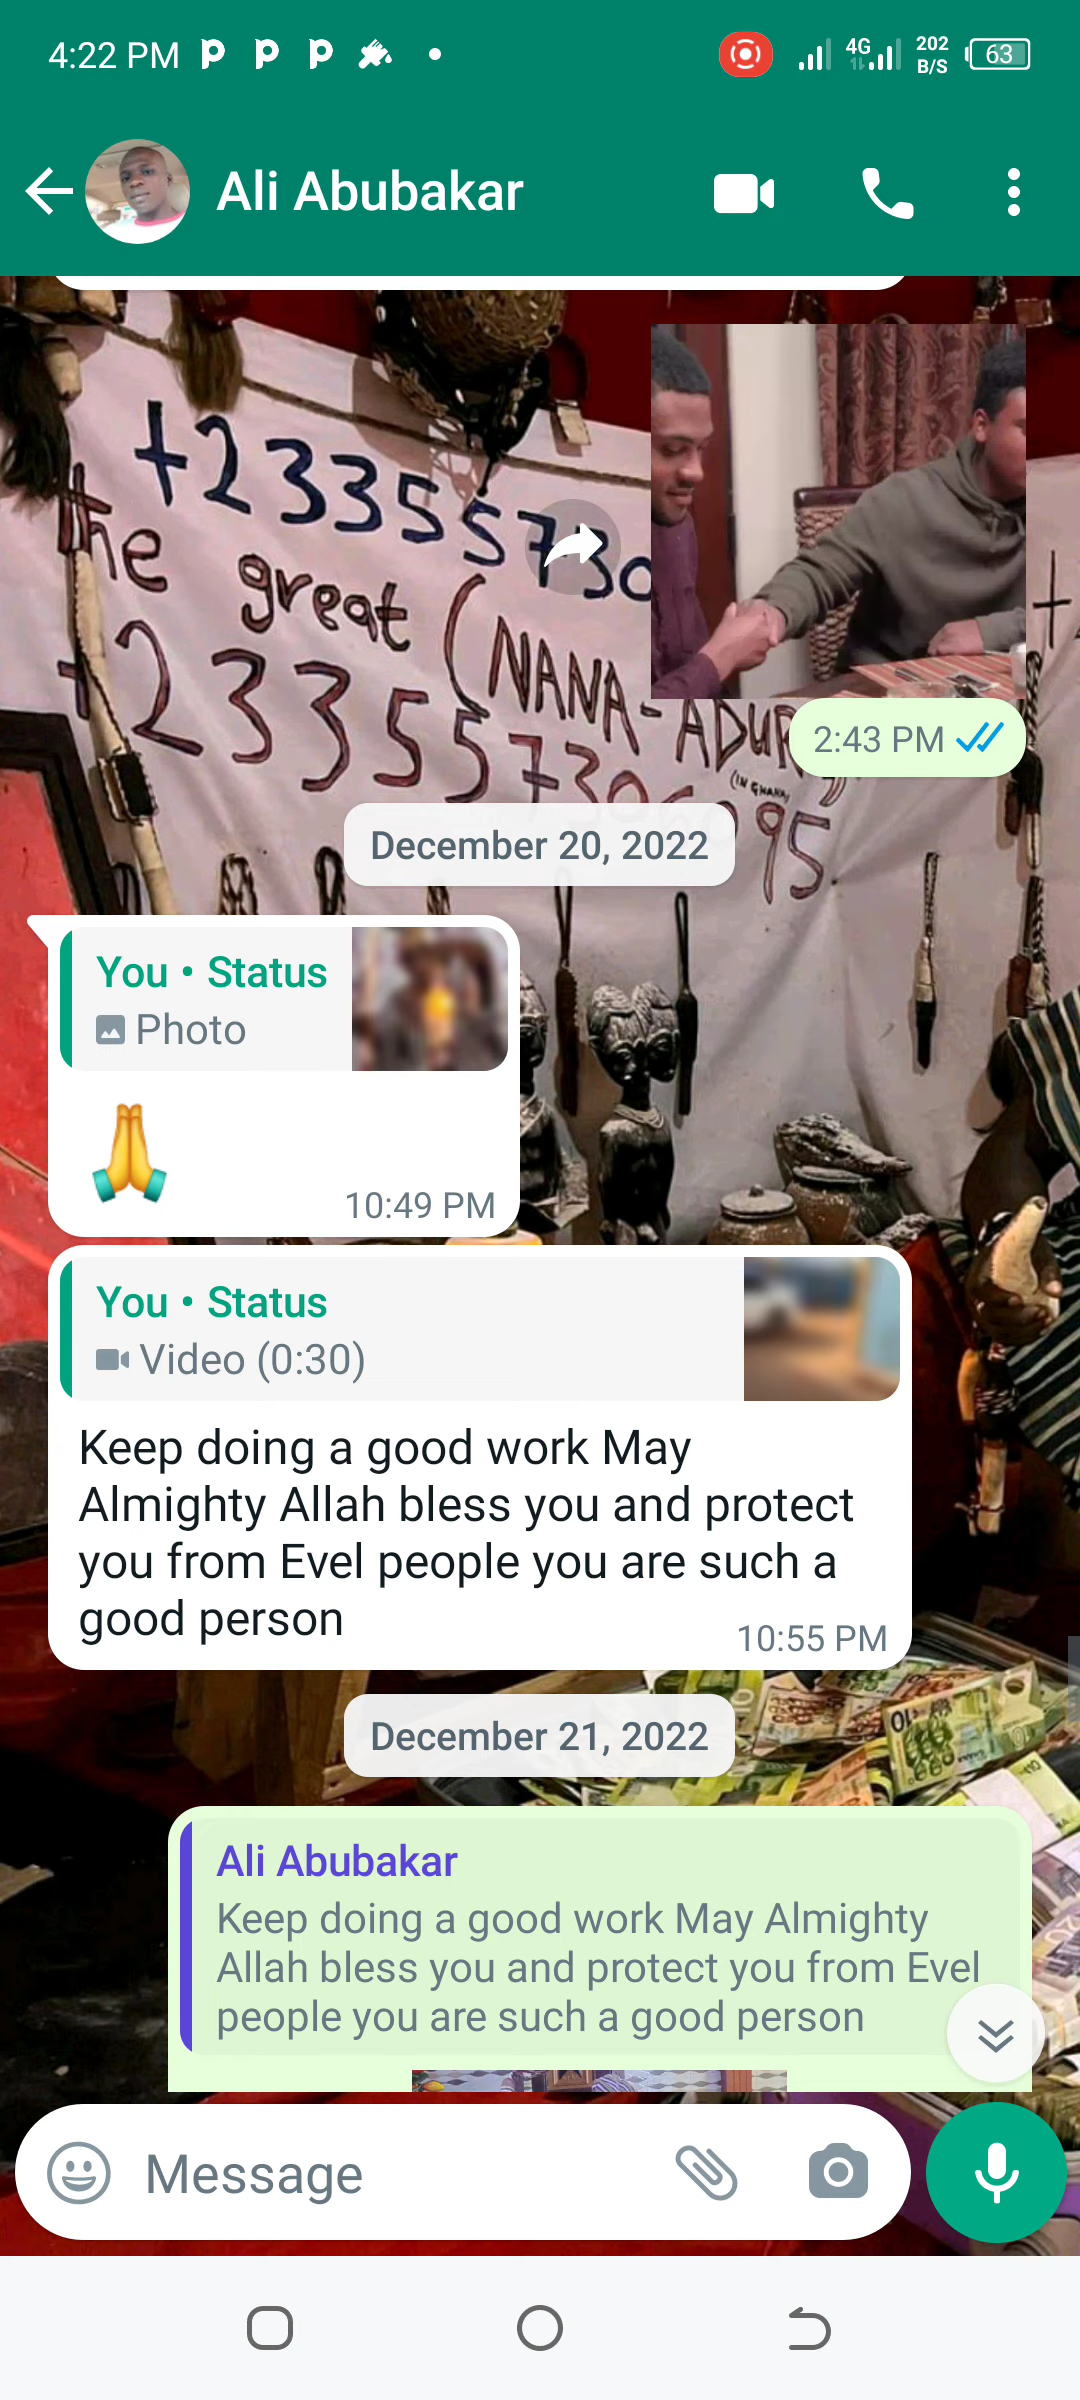 4:22 PM
4G
202
B/S
63
Ali Abubakar
+23355730
the great (NANA-ADU
(IN GHANA)
+233557306095
2:43 PM
December 20, 2022
You • Status
Photo
10:49 PM
You • Status
Video (0:30)
Keep doing a good work May
Almighty Allah bless you and protect
you from Evel people you are such a
good person
10:55 PM
December 21, 2022
Ali Abubakar
Keep doing a good work May Almighty
Allah bless you and protect you from Evel
people you are such a good person
Message